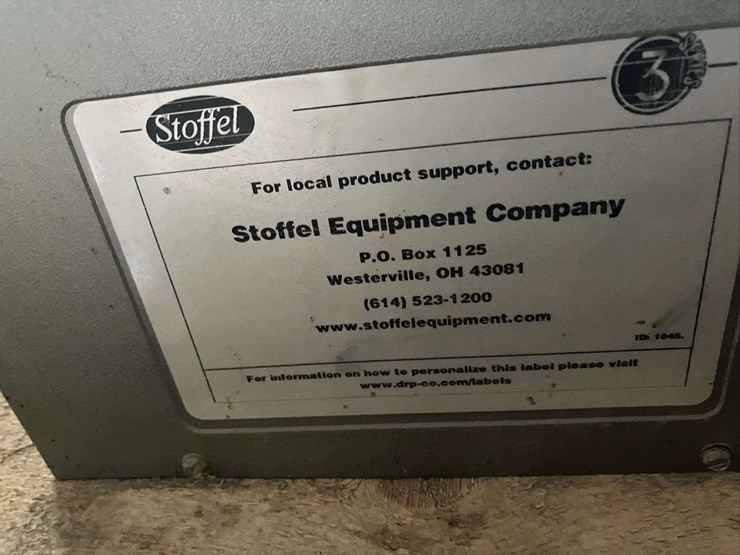 Stoffel
3
For local product support, contact:
Stoffel Equipment Company
P.O. Box 1125
Westerville, OH 43081
(614) 523-1200
www.stoffelequipment.com
ID: 1045.
For information on how to personalize this label please visit
www.drp-co.com/labels